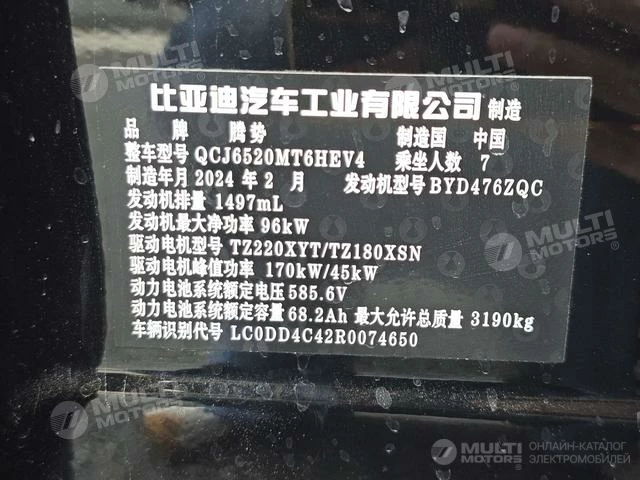 MULTI MOTORS
MULTI MOTORS
比亚迪汽车工业有限公司 制造
品 牌 腾势 制造国 中国
整车型号 QCJ6520MT6HEV4 乘坐人数 7
制造年月 2024 年 2 月 发动机型号 BYD476ZQC
发动机排量 1497mL
发动机最大净功率 96kW
驱动电机型号 TZ220XYT/TZ180XSN
驱动电机峰值功率 170kW/45kW
动力电池系统额定电压 585.6V
动力电池系统额定容量 68.2Ah 最大允许总质量 3190kg
车辆识别代号 LC0DD4C42R0074650
MULTI MOTORS
MULTI MOTORS
MULTI MOTORS
MULTI MOTORS ОНЛАЙН-КАТАЛОГ
ЭЛЕКТРОМОБИЛЕЙ